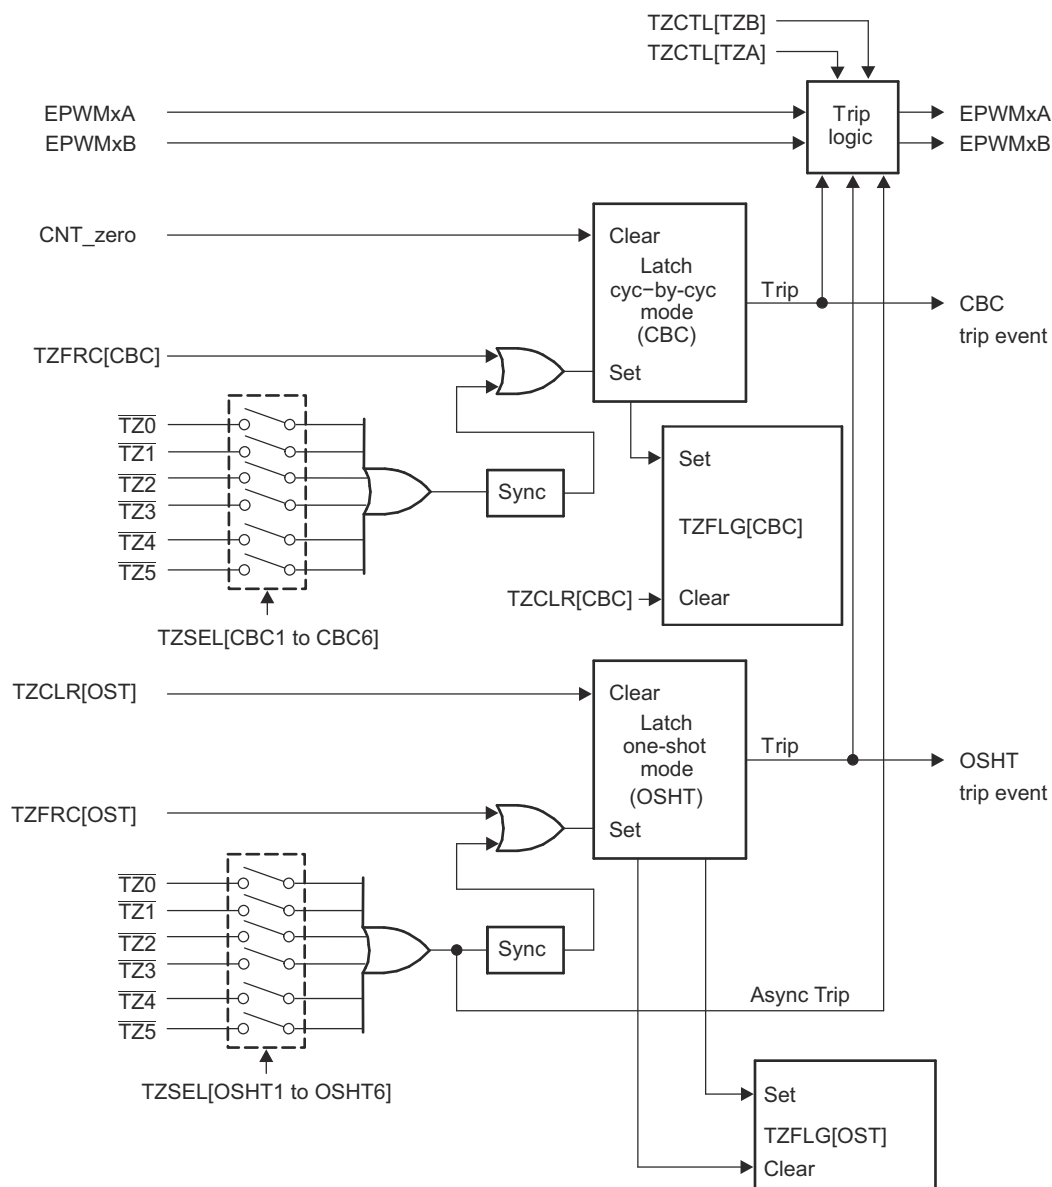 TZCTL[TZB]
TZCTL[TZA]
EPWMxA
EPWMxB
Trip
logic
EPWMxA
EPWMxB
CNT_zero
Clear
Latch
cyc−by-cyc
mode
(CBC)
Set
Trip
CBC
trip event
TZFRC[CBC]
TZ0
TZ1
TZ2
TZ3
TZ4
TZ5
Sync
Set
TZFLG[CBC]
Clear
TZCLR[CBC]
TZSEL[CBC1 to CBC6]
TZCLR[OST]
Clear
Latch
one-shot
mode
(OSHT)
Set
Trip
OSHT
trip event
TZFRC[OST]
TZ0
TZ1
TZ2
TZ3
TZ4
TZ5
Sync
Async Trip
TZSEL[OSHT1 to OSHT6]
Set
TZFLG[OST]
Clear